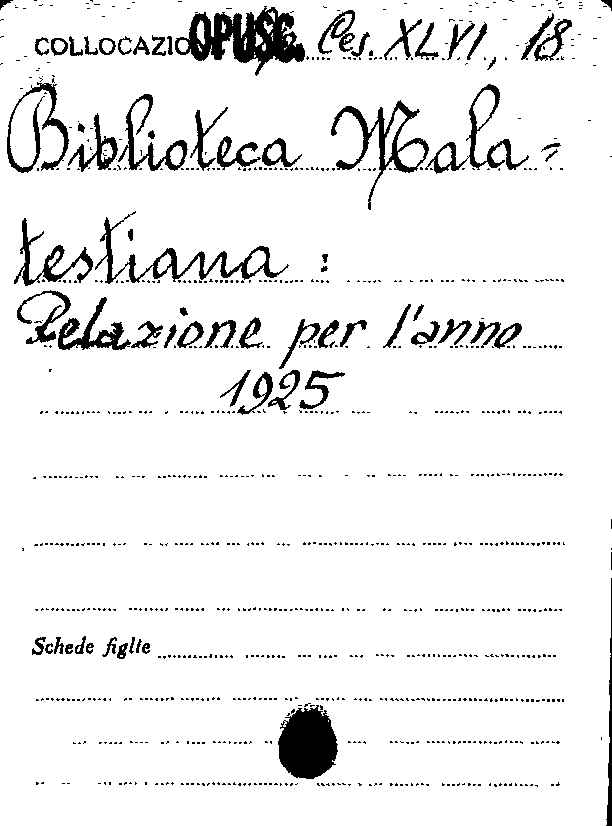 COLLOCAZIO OPUSC. Ces. XLVI, 18
Biblioteca Mala=
testiana :
Relazione per l'anno
1925
Schede figlie